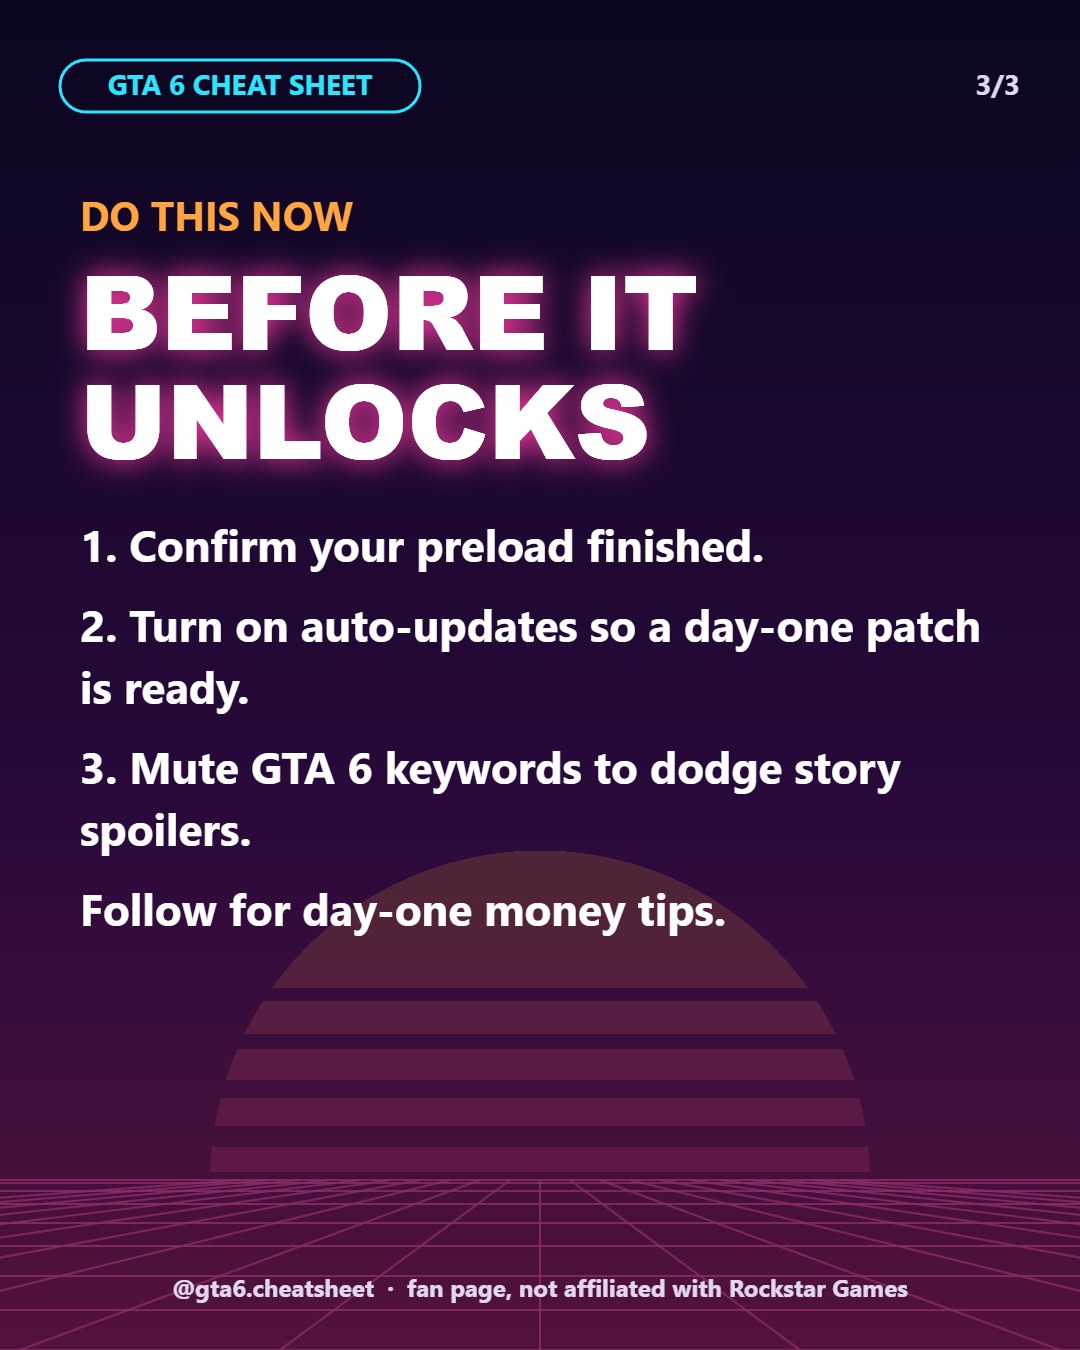 GTA 6 CHEAT SHEET
3/3
DO THIS NOW
BEFORE IT
UNLOCKS
1. Confirm your preload finished.
2. Turn on auto-updates so a day-one patch
is ready.
3. Mute GTA 6 keywords to dodge story
spoilers.
Follow for day-one money tips.
@gta6.cheatsheet · fan page, not affiliated with Rockstar Games